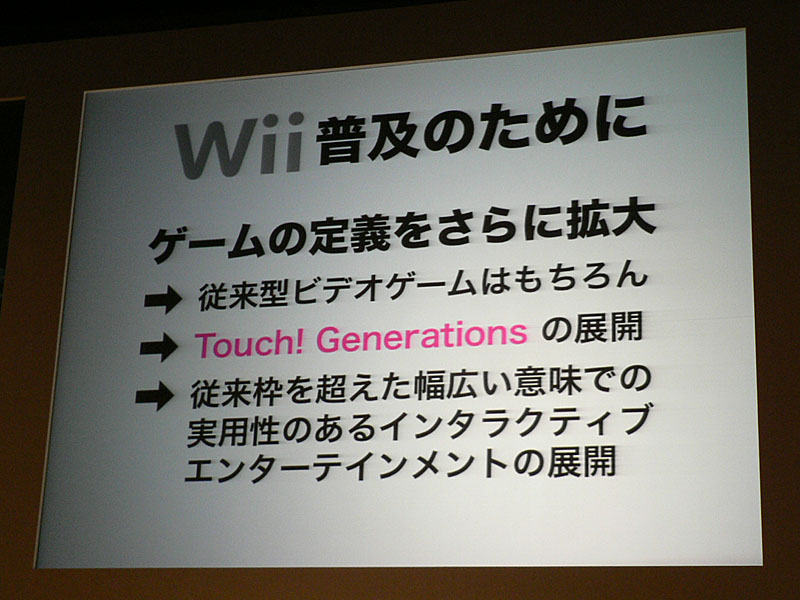 Wii 普及のために
ゲームの定義をさらに拡大
➡ 従来型ビデオゲームはもちろん
➡ Touch! Generations の展開
➡ 従来枠を超えた幅広い意味での
実用性のあるインタラクティブ
エンターテインメントの展開